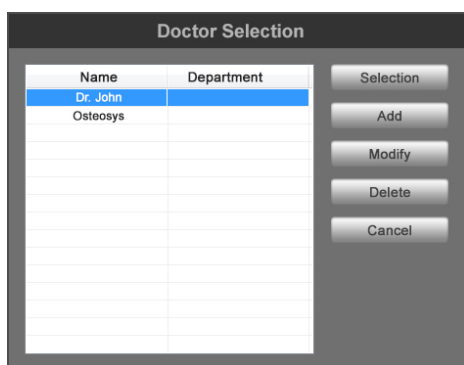 Doctor Selection
Name Department
Dr. John
Osteosys
Selection
Add
Modify
Delete
Cancel